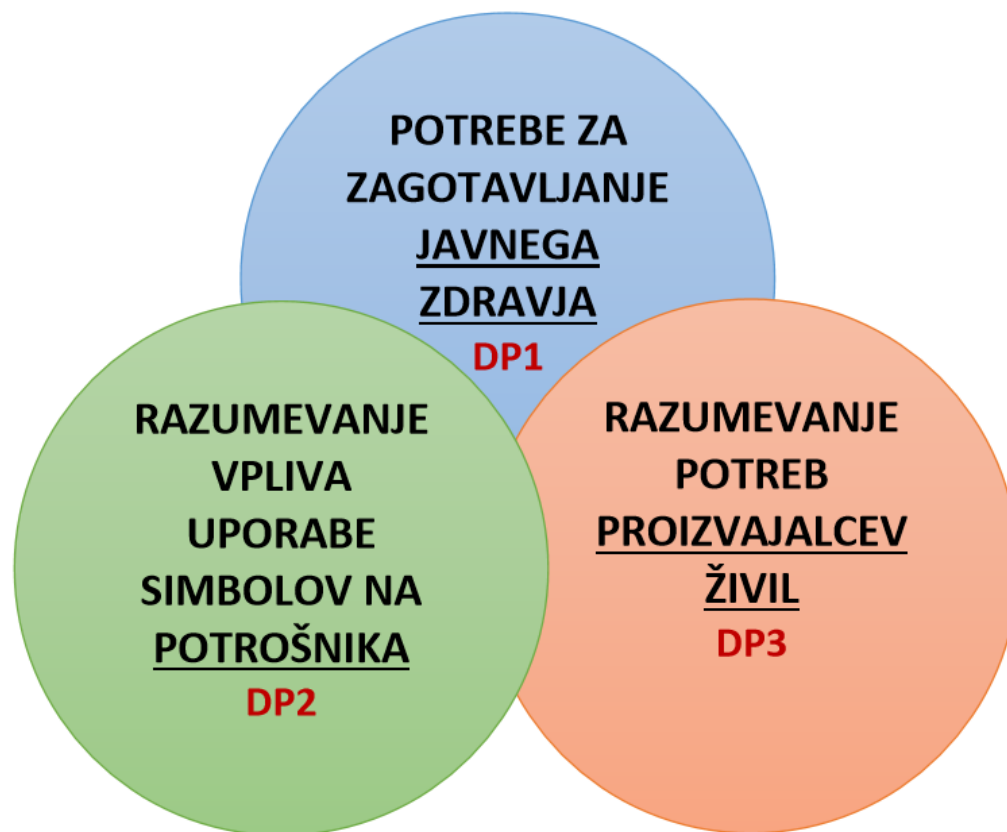 POTREBE ZA
ZAGOTAVLJANJE
JAVNEGA
ZDRAVJA
DP1
RAZUMEVANJE
VPLIVA
UPORABE
SIMBOLOV NA
POTROŠNIKA
DP2
RAZUMEVANJE
POTREB
PROIZVAJALCEV
ŽIVIL
DP3